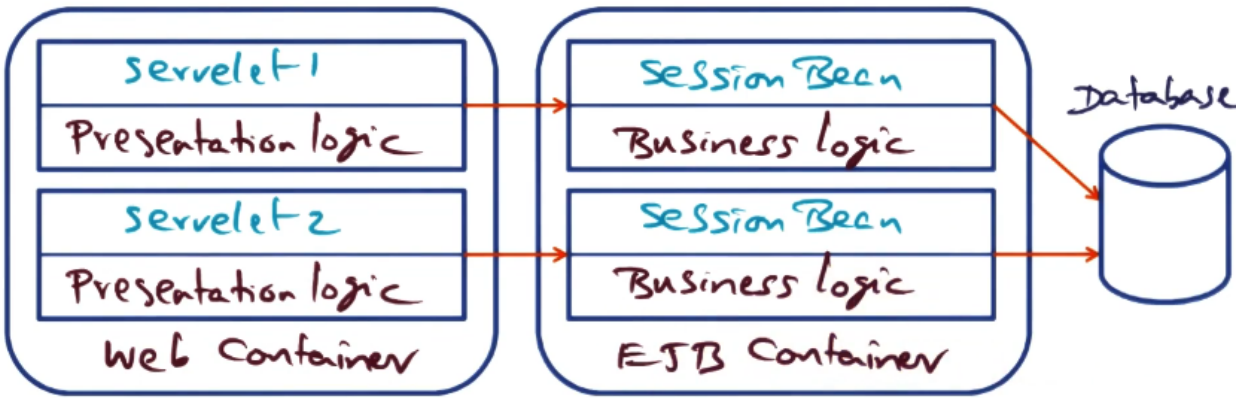 servelet1
Session Bean
Database
Presentation logic
Business logic
servelet2
Session Bean
Presentation logic
Business logic
Web Container
EJB Container